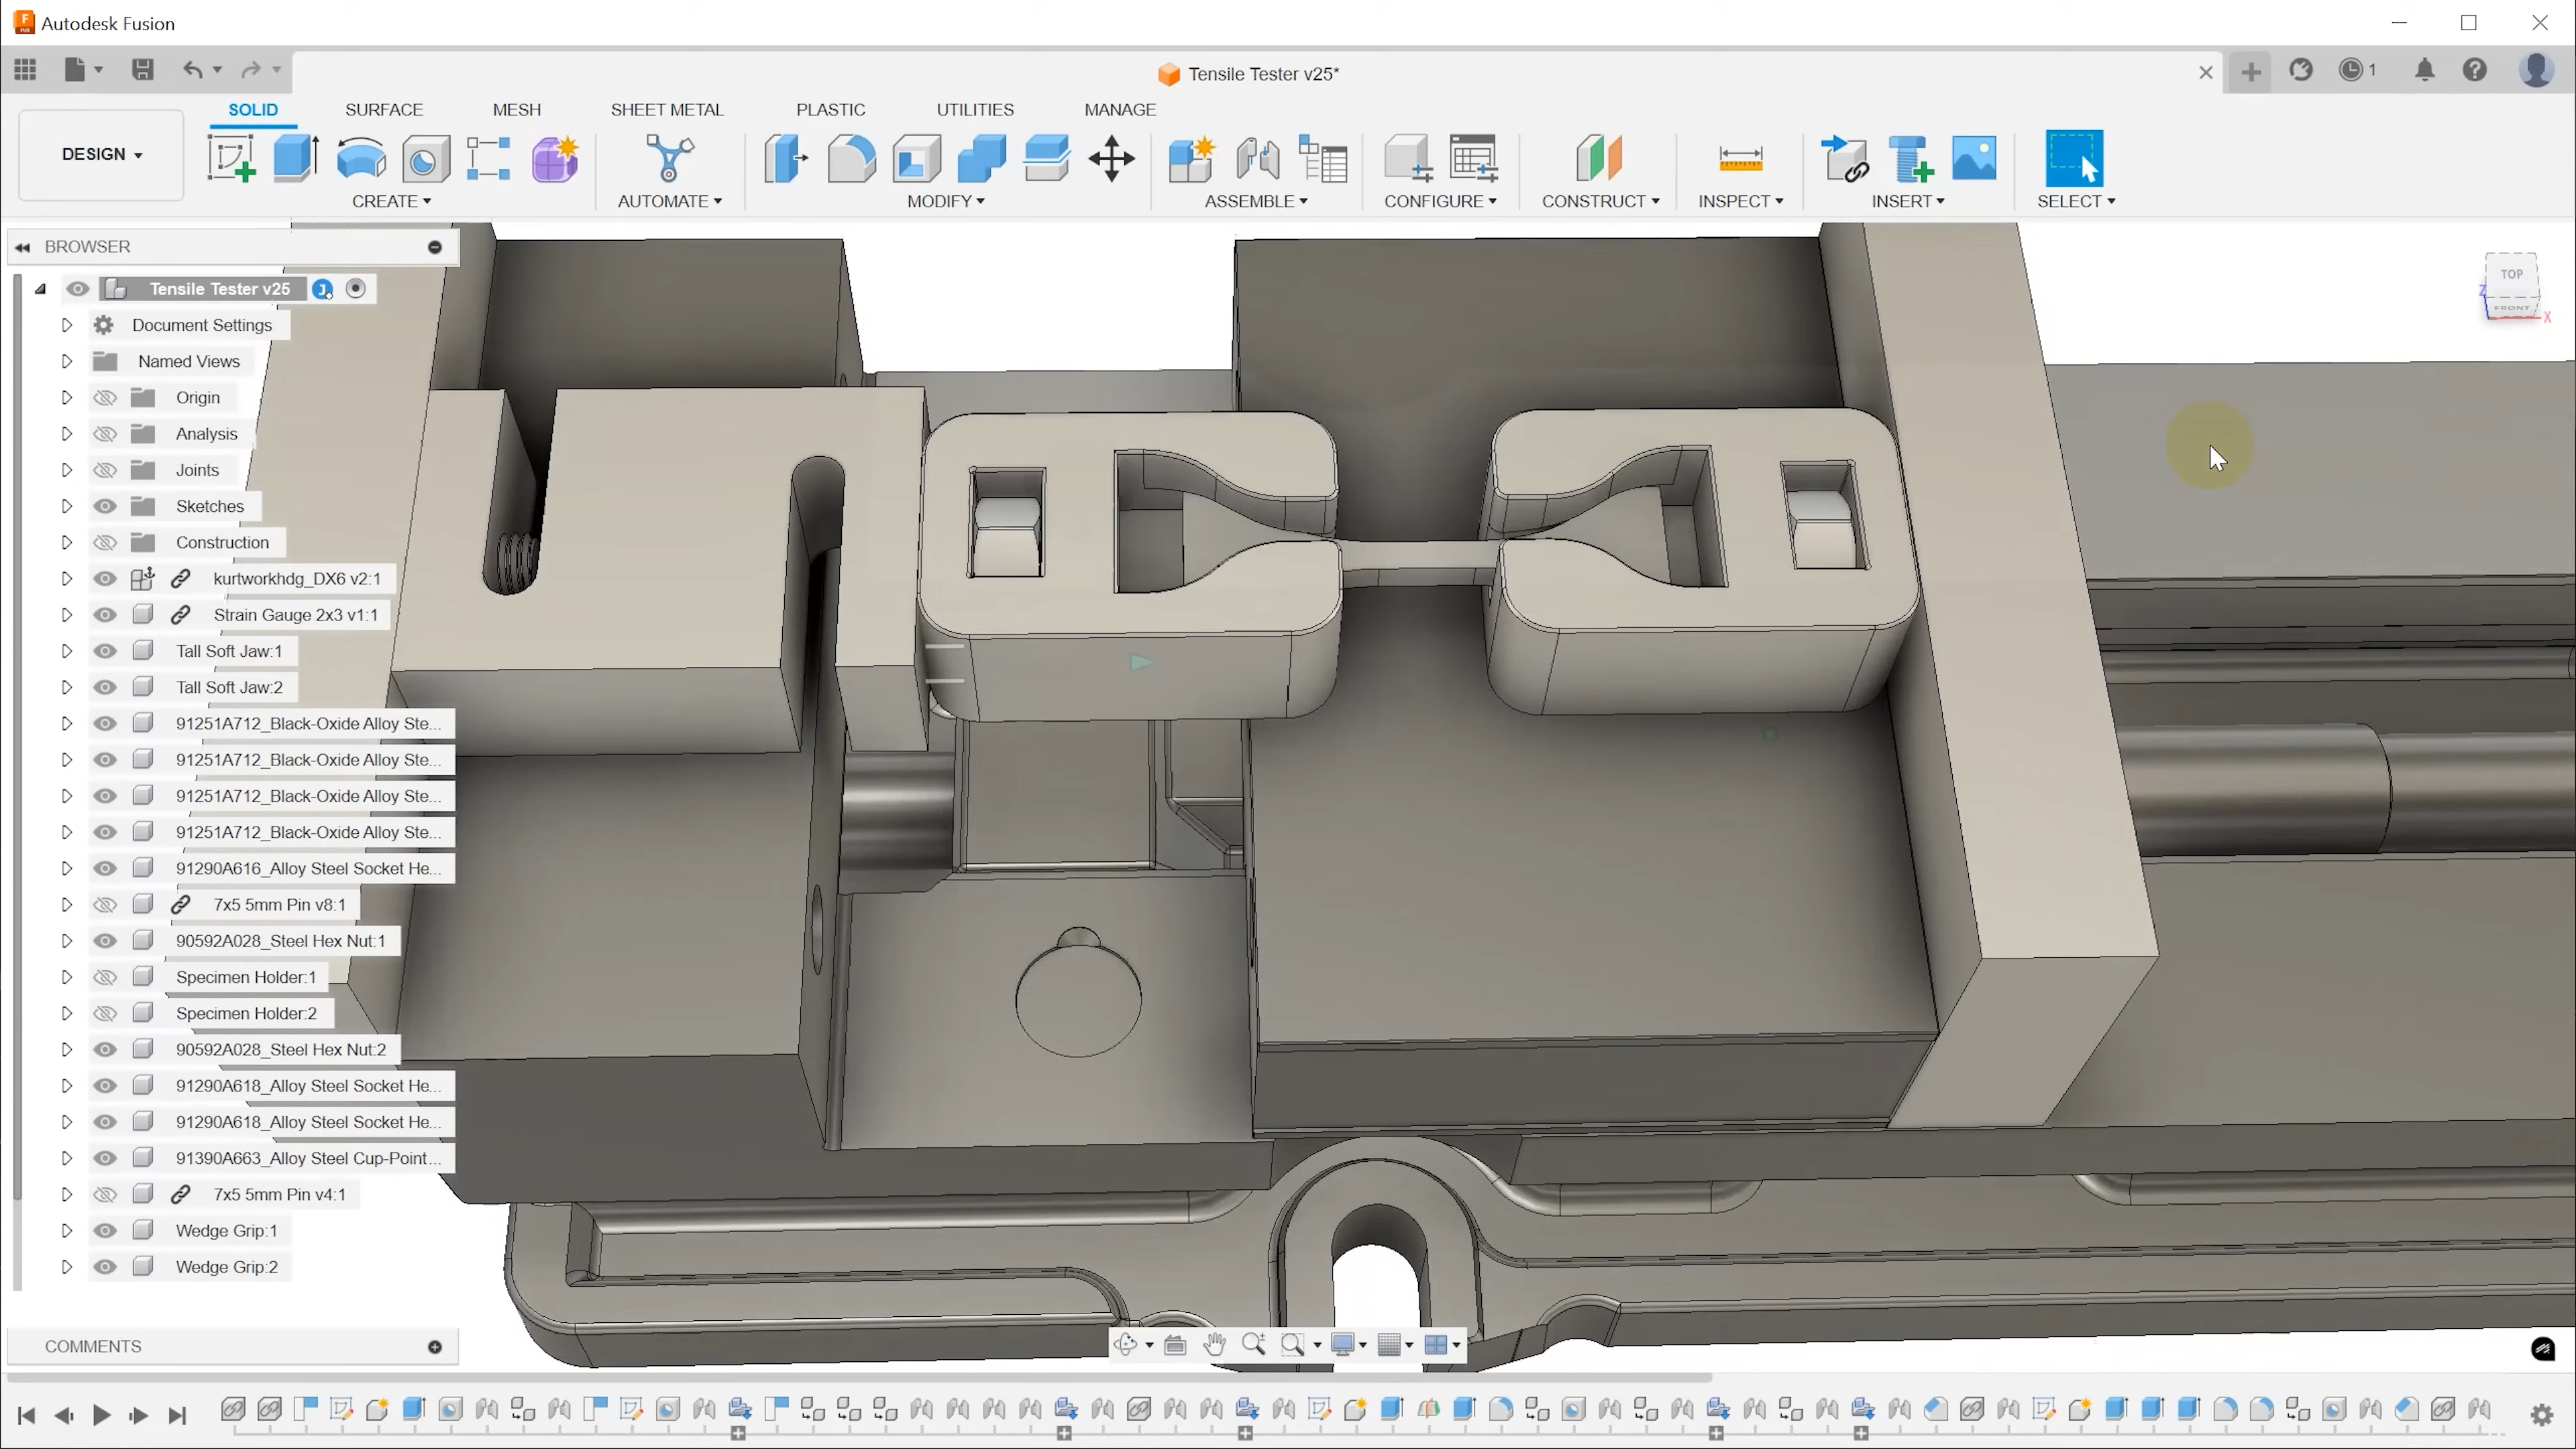 Autodesk Fusion
Tensile Tester v25*
1
SOLID SURFACE MESH SHEET METAL PLASTIC UTILITIES MANAGE
DESIGN
CREATE AUTOMATE MODIFY ASSEMBLE CONFIGURE CONSTRUCT INSPECT INSERT SELECT
BROWSER
Tensile Tester v25
Document Settings
Named Views
Origin
Analysis
Joints
Sketches
Construction
kurtworkhdg_DX6 v2:1
Strain Gauge 2x3 v1:1
Tall Soft Jaw:1
Tall Soft Jaw:2
91251A712_Black-Oxide Alloy Ste...
91251A712_Black-Oxide Alloy Ste...
91251A712_Black-Oxide Alloy Ste...
91251A712_Black-Oxide Alloy Ste...
91290A616_Alloy Steel Socket He...
7x5 5mm Pin v8:1
90592A028_Steel Hex Nut:1
Specimen Holder:1
Specimen Holder:2
90592A028_Steel Hex Nut:2
91290A618_Alloy Steel Socket He...
91290A618_Alloy Steel Socket He...
91390A663_Alloy Steel Cup-Point...
7x5 5mm Pin v4:1
Wedge Grip:1
Wedge Grip:2
TOP
Z
FRONT
X
COMMENTS